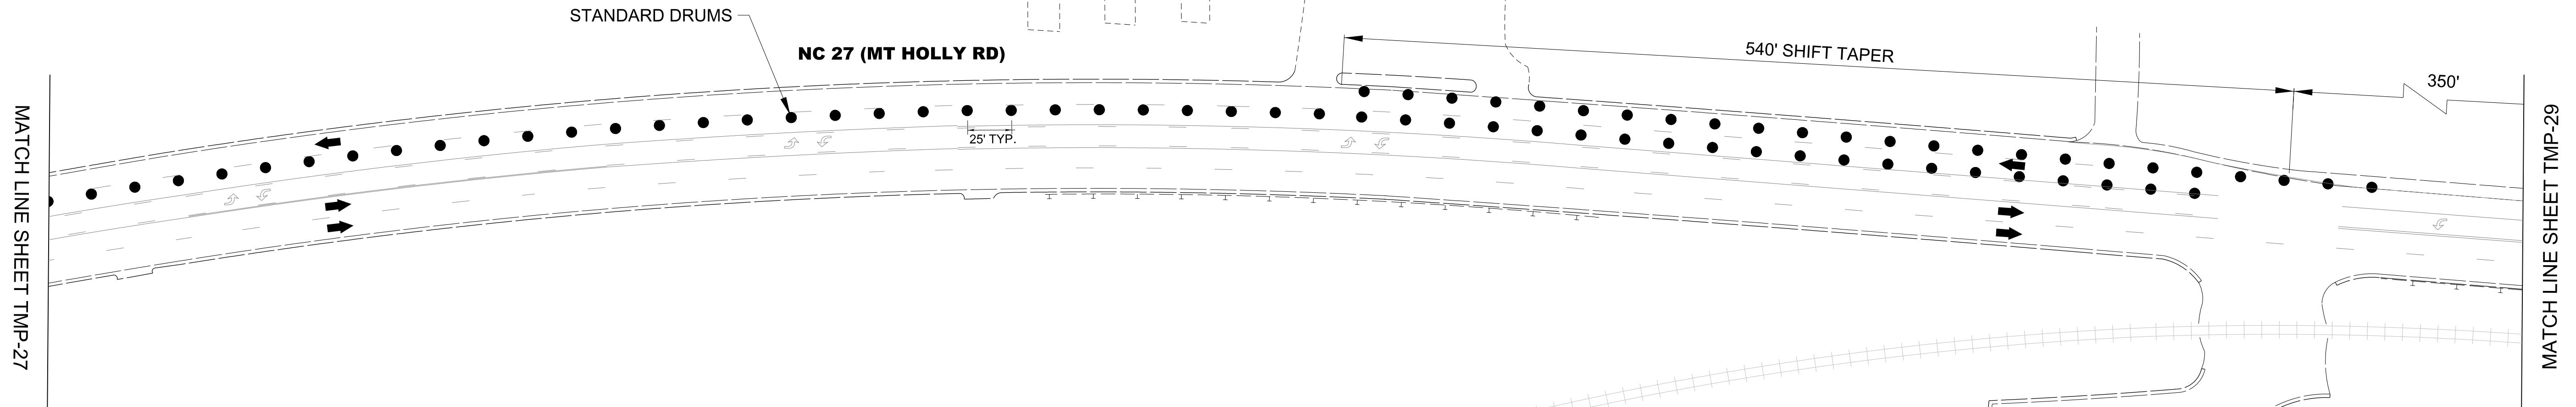 STANDARD DRUMS
NC 27 (MT HOLLY RD)
540' SHIFT TAPER
350'
25' TYP.
MATCH LINE SHEET TMP-27
MATCH LINE SHEET TMP-29